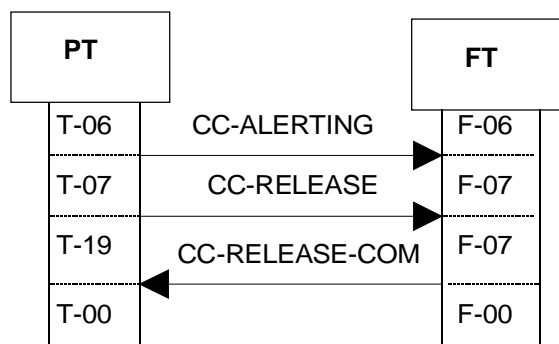 PT FT
T-06 CC-ALERTING F-06
T-07 CC-RELEASE F-07
T-19 CC-RELEASE-COM F-07
T-00 F-00